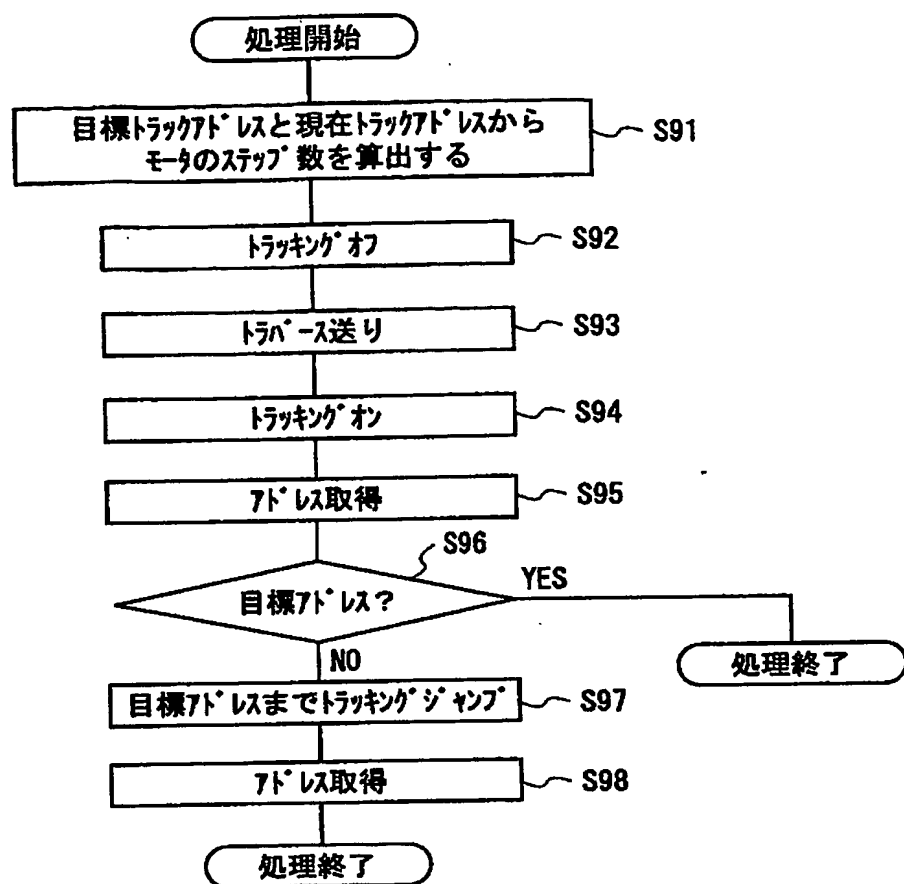 処理開始
目標トラックアドレスと現在トラックアドレスから
モータのステップ数を算出する
S91
トラッキングオフ
S92
トラバース送り
S93
トラッキングオン
S94
アドレス取得
S95
S96
目標アドレス?
YES
処理終了
NO
目標アドレスまでトラッキングジャンプ
S97
アドレス取得
S98
処理終了